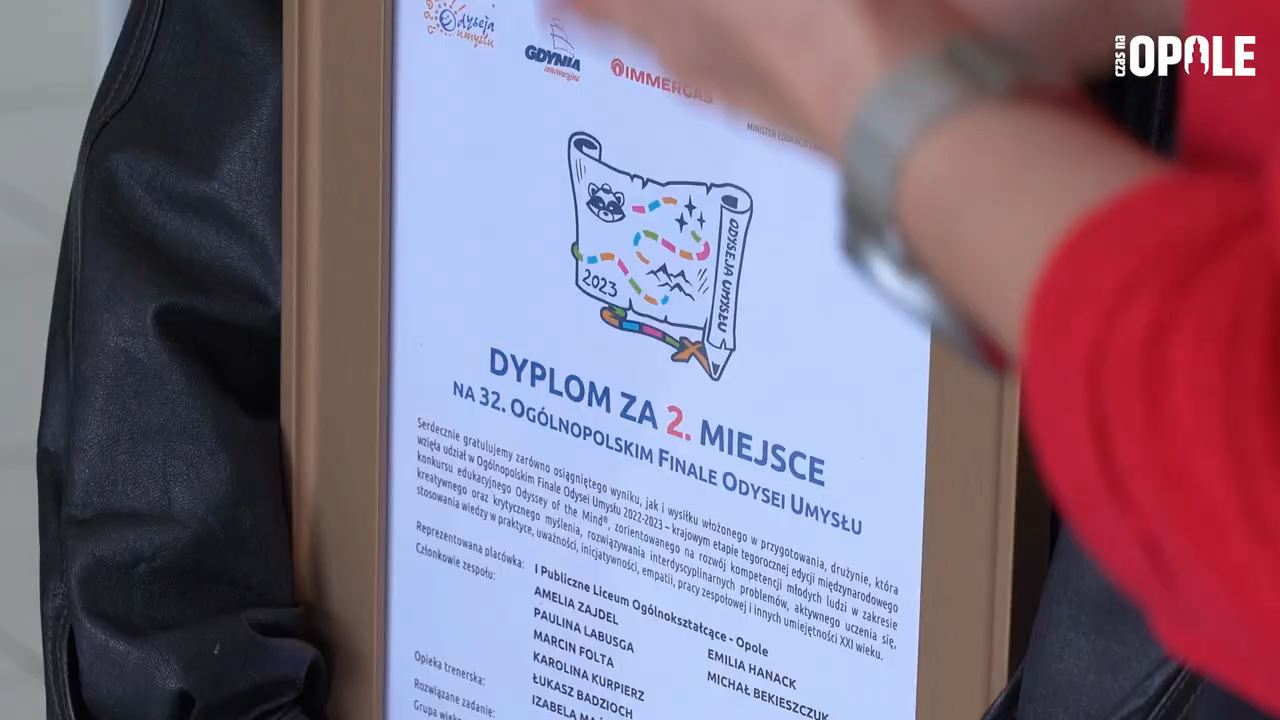 czas na OPOLE
Odyseja umysłu
GDYNIA
innowacyjna
IMMERGAS
MINISTER EDUKACJI
ODYSEJA UMYSŁU
2023
DYPLOM ZA 2. MIEJSCE
NA 32. OGÓLNOPOLSKIM FINALE ODYSEI UMYSŁU
Serdecznie gratulujemy zarówno osiągniętego wyniku, jak i wysiłku włożonego w przygotowania, drużynie, która
wzięła udział w Ogólnopolskim Finale Odysei Umysłu 2022-2023 – krajowym etapie tegorocznej edycji międzynarodowego
konkursu edukacyjnego Odyssey of the Mind®, zorientowanego na rozwój kompetencji młodych ludzi w zakresie
kreatywnego oraz krytycznego myślenia, rozwiązywania interdyscyplinarnych problemów, aktywnego uczenia się,
stosowania wiedzy w praktyce, uważności, inicjatywności, empatii, pracy zespołowej i innych umiejętności XXI wieku.
Reprezentowana placówka: I Publiczne Liceum Ogólnokształcące - Opole
Członkowie zespołu: AMELIA ZAJDEL EMILIA HANACK
PAULINA LABUSGA MICHAŁ BEKIESZCZUK
MARCIN FOLTA
KAROLINA KURPIERZ
Opieka trenerska: ŁUKASZ BADZIOCH
Rozwiązane zadanie: IZABELA
Grupa